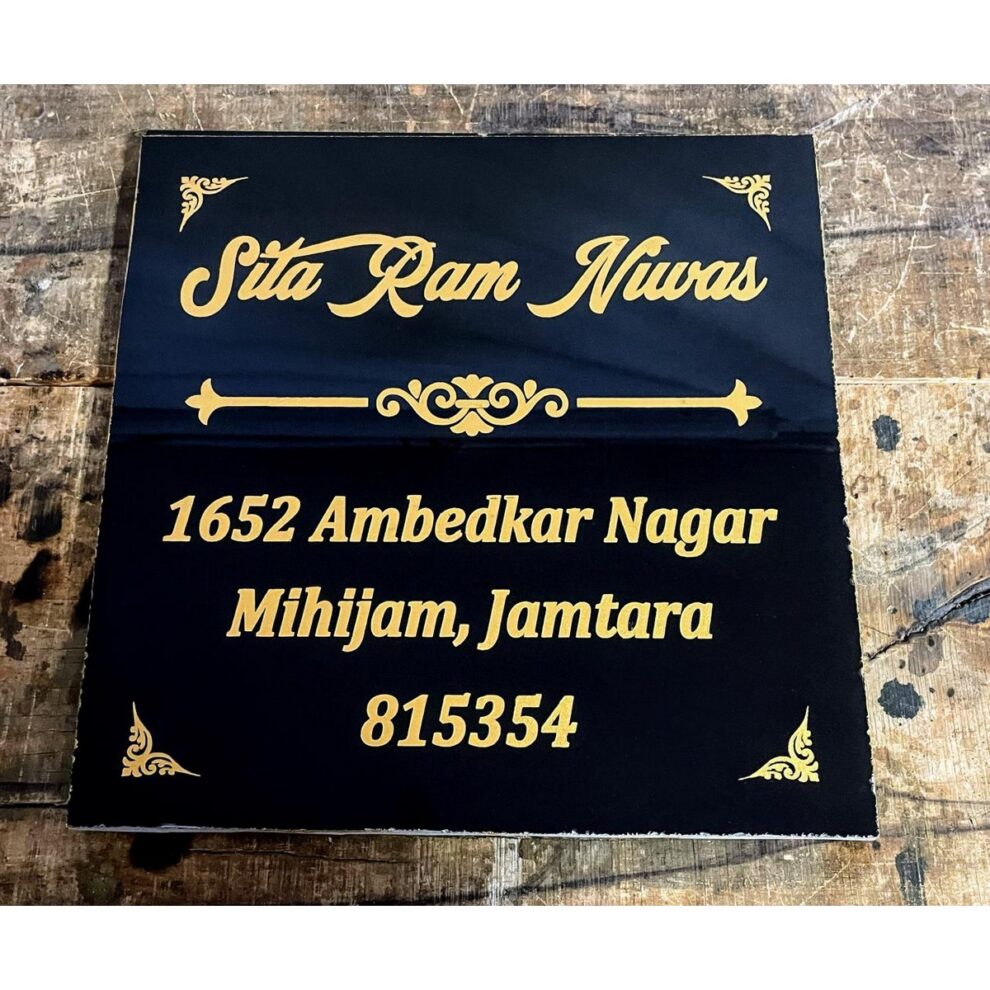 Sita Ram Niwas
1652 Ambedkar Nagar
Mihijam, Jamtara
815354